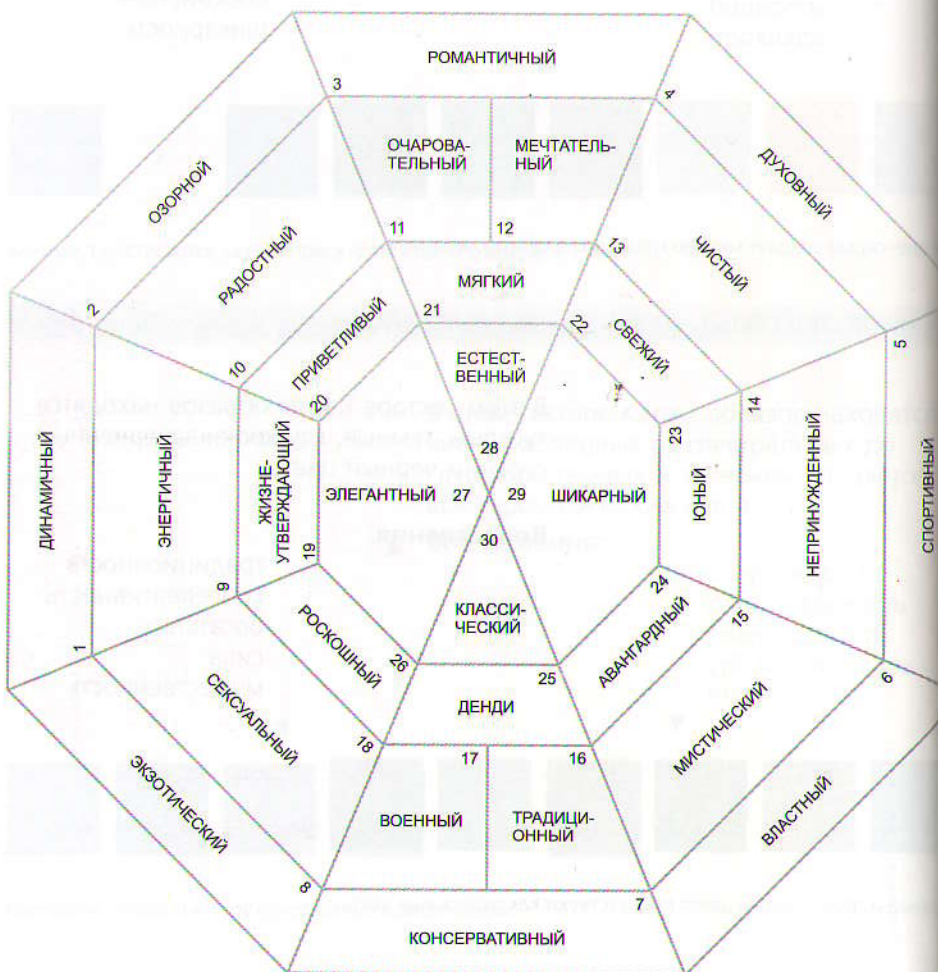 РОМАНТИЧНЫЙ
3
4
ОЧАРОВА-
ТЕЛЬНЫЙ
МЕЧТАТЕЛЬ-
НЫЙ
ОЗОРНОЙ
ДУХОВНЫЙ
11
12
13
РАДОСТНЫЙ
ЧИСТЫЙ
МЯГКИЙ
2
21
22
5
ПРИВЕТЛИВЫЙ
СВЕЖИЙ
ЕСТЕСТ-
ВЕННЫЙ
10
20
14
23
28
ДИНАМИЧНЫЙ
ЭНЕРГИЧНЫЙ
ЖИЗНЕ-
УТВЕРЖДАЮЩИЙ
ЭЛЕГАНТНЫЙ
27
29
ШИКАРНЫЙ
ЮНЫЙ
НЕПРИНУЖДЕННЫЙ
СПОРТИВНЫЙ
30
19
9
24
15
КЛАССИ-
ЧЕСКИЙ
РОСКОШНЫЙ
АВАНГАРДНЫЙ
1
26
25
6
СЕКСУАЛЬНЫЙ
ДЕНДИ
МИСТИЧЕСКИЙ
18
17
16
ЭКЗОТИЧЕСКИЙ
ВОЕННЫЙ
ТРАДИЦИ-
ОННЫЙ
ВЛАСТНЫЙ
8
7
КОНСЕРВАТИВНЫЙ